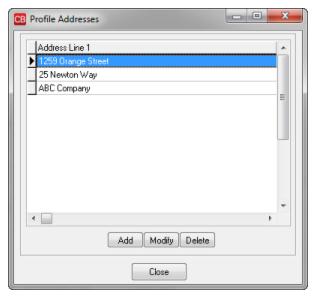 CB Profile Addresses
Address Line 1
1259 Orange Street
25 Newton Way
ABC Company
Add Modify Delete
Close